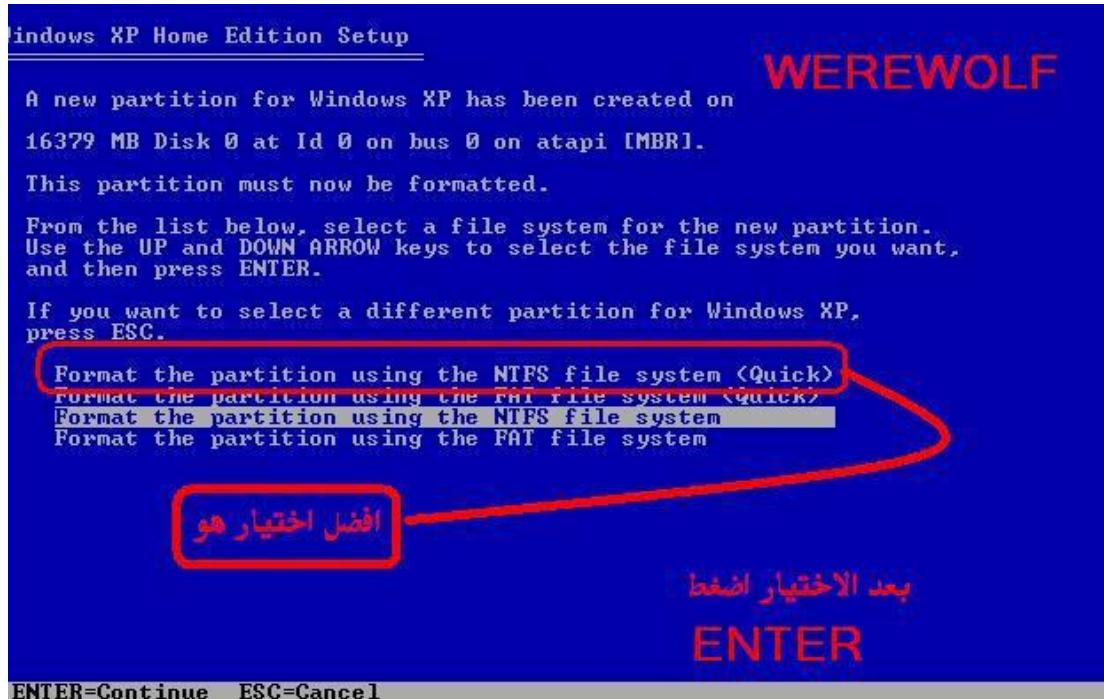 indows XP Home Edition Setup
WEREWOLF
A new partition for Windows XP has been created on
16379 MB Disk 0 at Id 0 on bus 0 on atapi [MBR].
This partition must now be formatted.
From the list below, select a file system for the new partition.
Use the UP and DOWN ARROW keys to select the file system you want,
and then press ENTER.
If you want to select a different partition for Windows XP,
press ESC.
Format the partition using the NTFS file system (Quick)
Format the partition using the FAT file system (Quick)
Format the partition using the NTFS file system
Format the partition using the FAT file system
افضل اختيار هو
بعد الاختيار اضغط
ENTER
ENTER=Continue ESC=Cancel